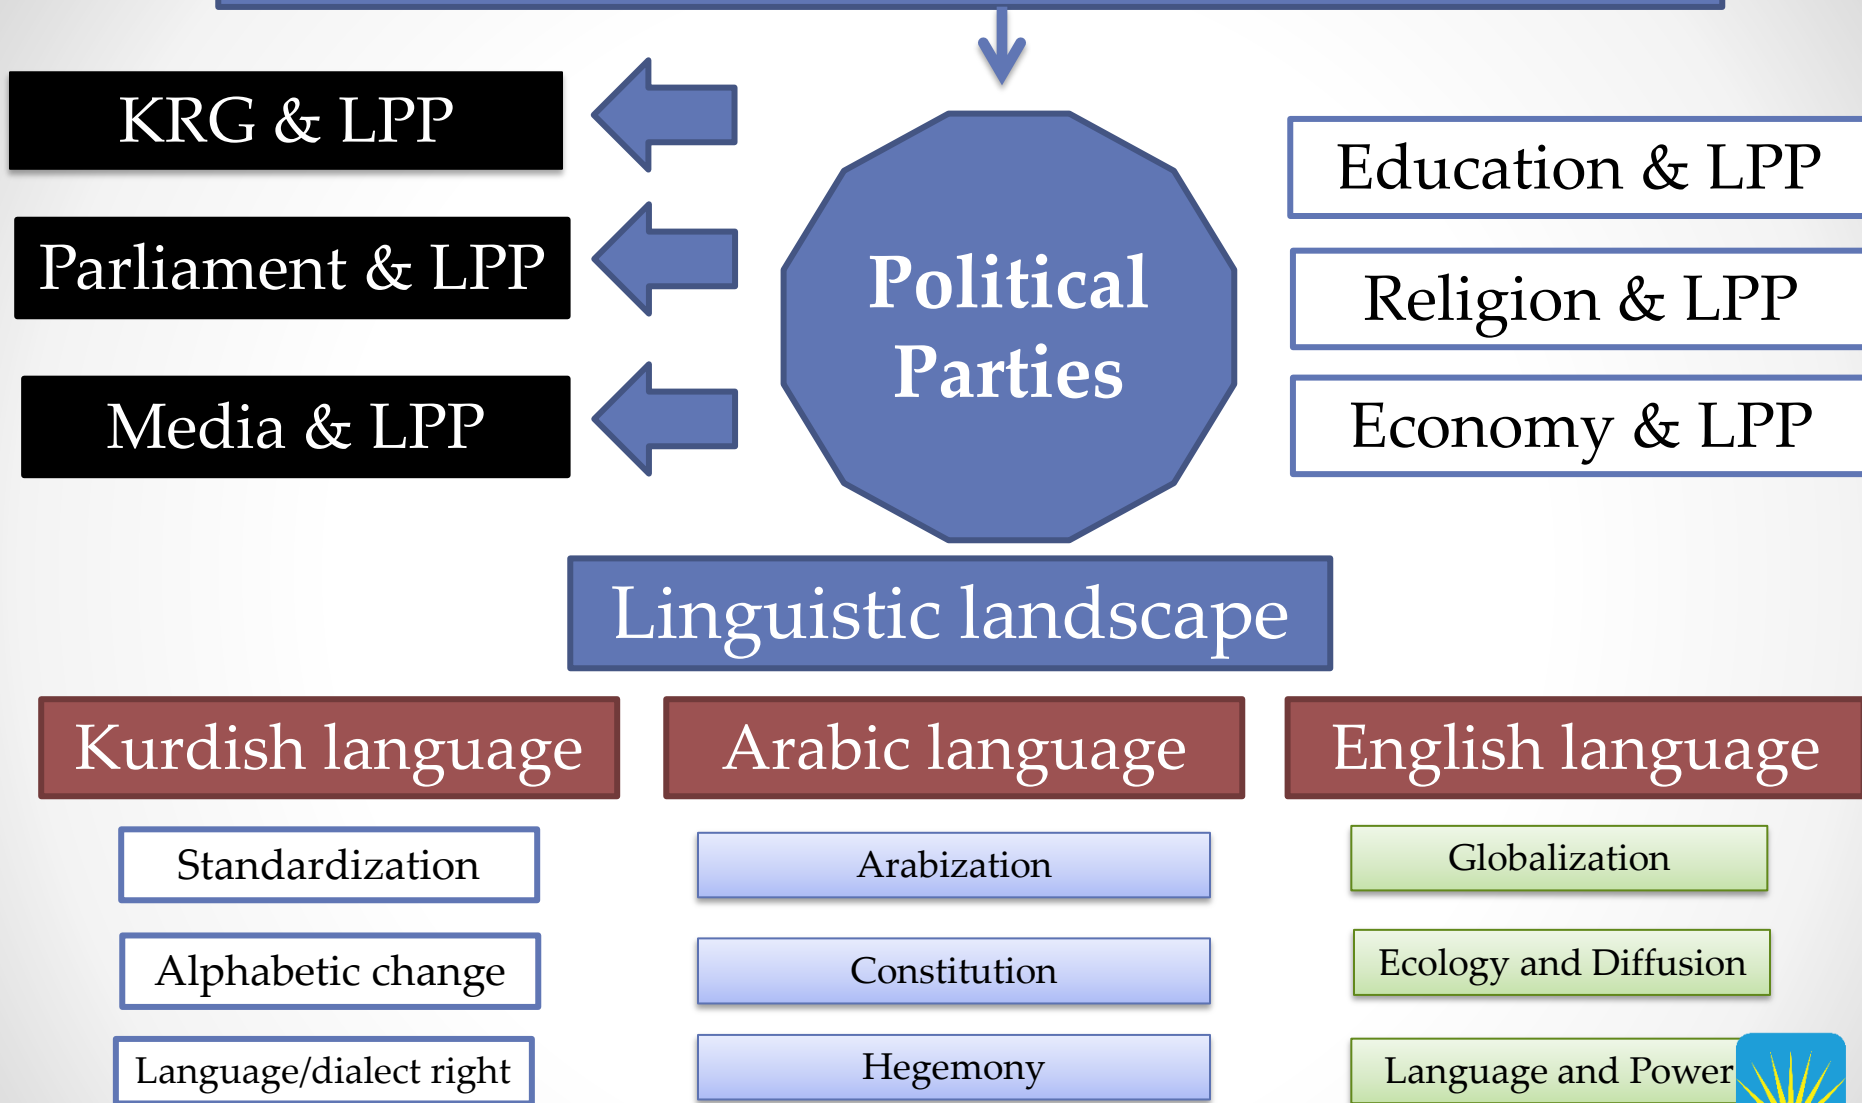 KRG & LPP
Parliament & LPP
Media & LPP
Political
Parties
Education & LPP
Religion & LPP
Economy & LPP
Linguistic landscape
Kurdish language
Arabic language
English language
Standardization
Arabization
Globalization
Alphabetic change
Constitution
Ecology and Diffusion
Language/dialect right
Hegemony
Language and Power